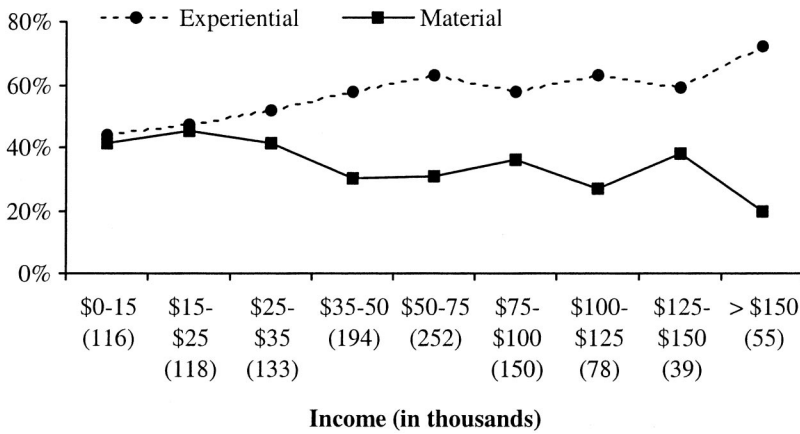 80%
Experiential
Material
60%
40%
20%
0%
$0-15 $15- $25- $35-50 $50-75 $75- $100- $125- > $150
(116) $25 $35 (194) (252) $100 $125 $150 (55)
(118) (133) (150) (78) (39)
Income (in thousands)